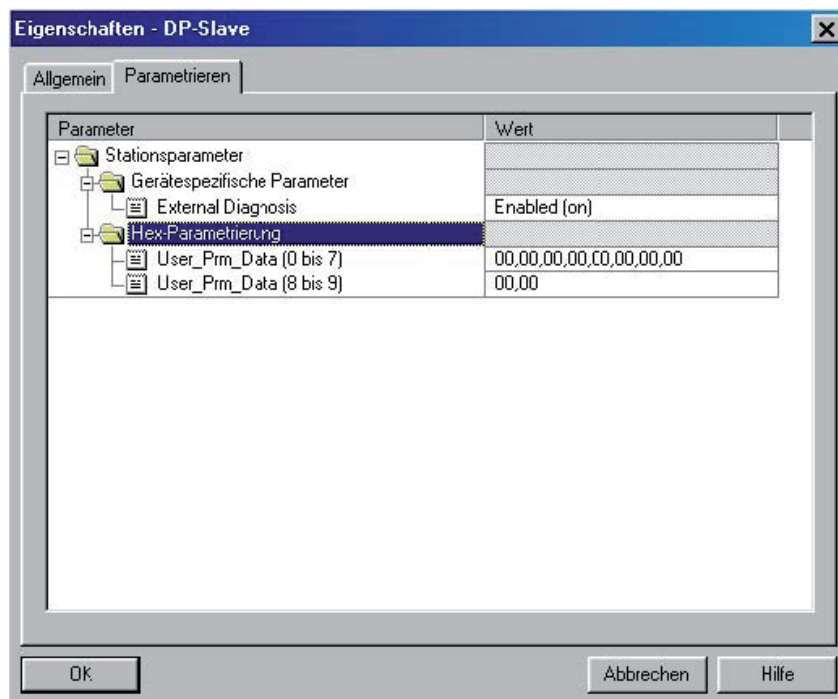 Eigenschaften - DP-Slave
Allgemein Parametrieren
Parameter Wert
Stationsparameter
Gerätespezifische Parameter
External Diagnosis Enabled (on)
Hex-Parametrierung
User_Prm_Data (0 bis 7) 00,00,00,00,C0,00,00,00
User_Prm_Data (8 bis 9) 00,00
OK Abbrechen Hilfe